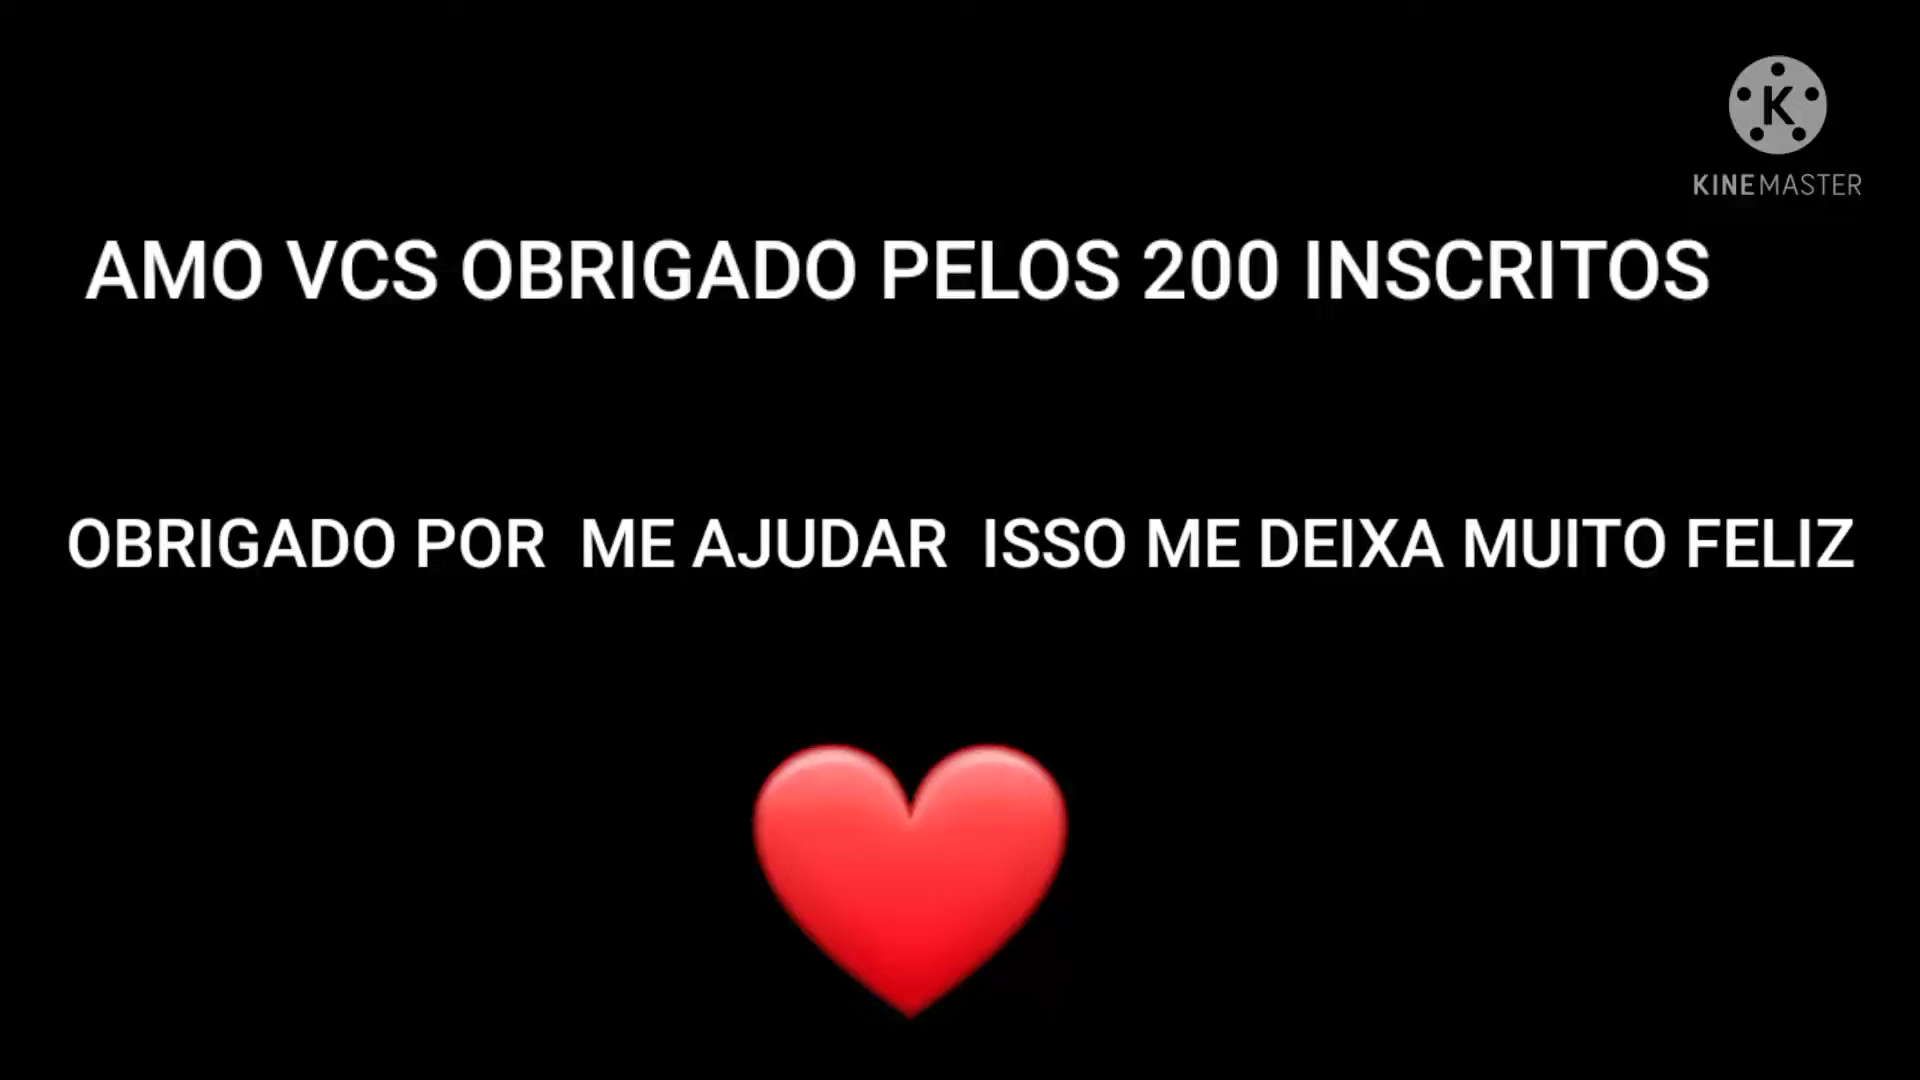 K
KINEMASTER
AMO VCS OBRIGADO PELOS 200 INSCRITOS
OBRIGADO POR ME AJUDAR ISSO ME DEIXA MUITO FELIZ